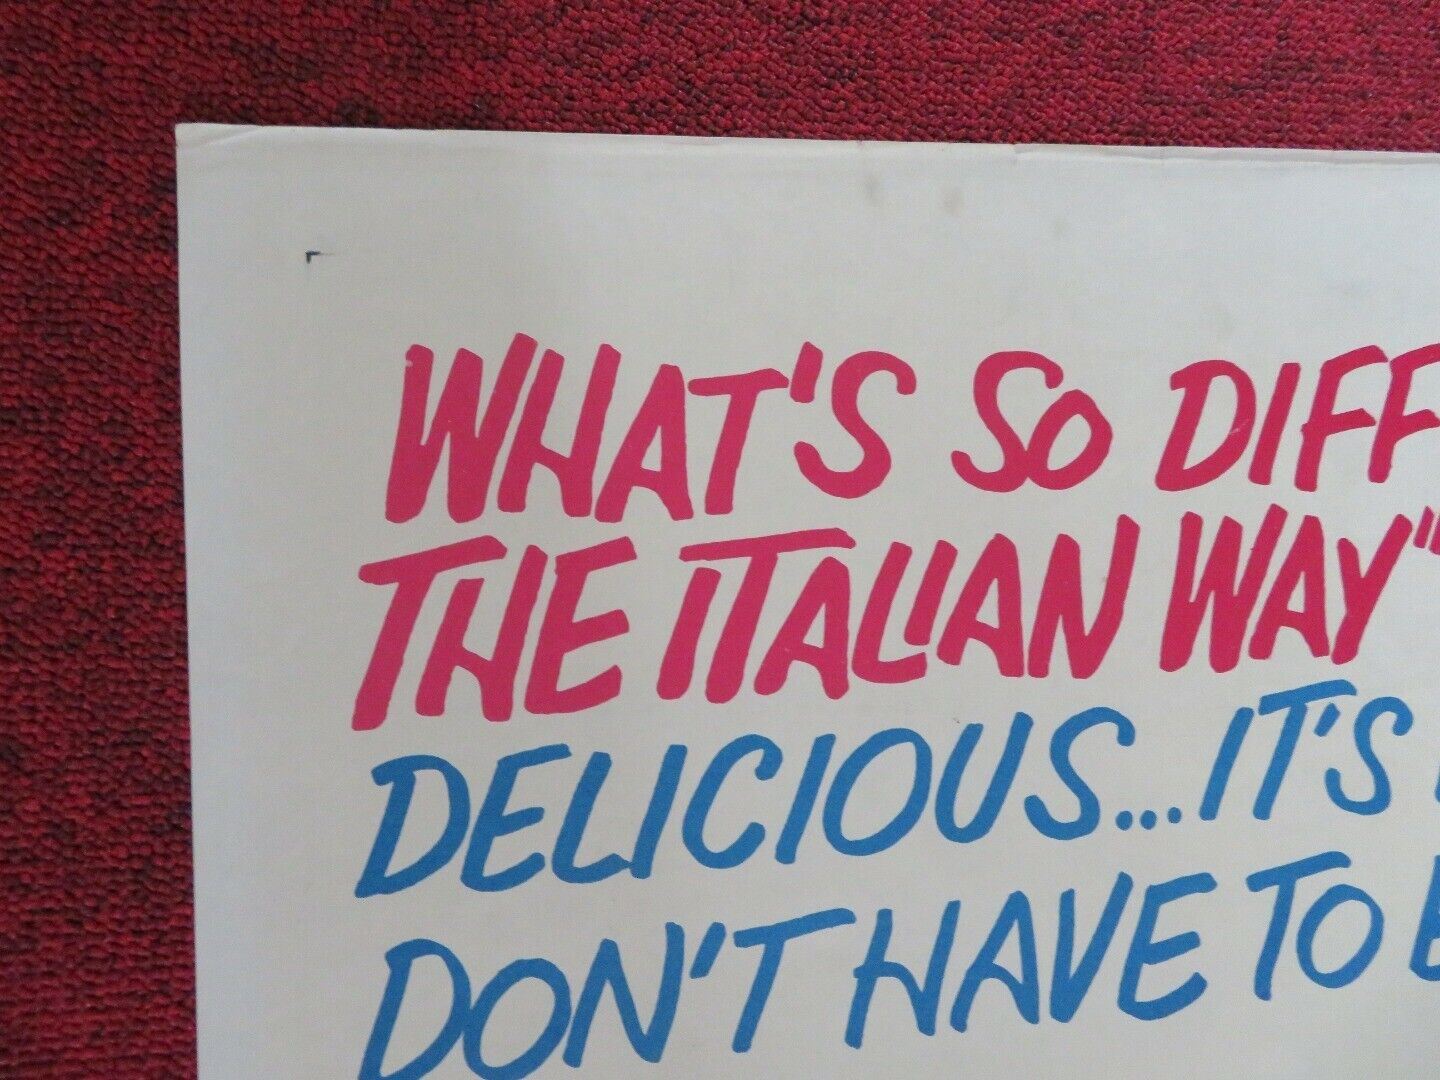 WHAT'S SO DIFF
THE ITALIAN WAY"
DELICIOUS...IT'S
DON'T HAVE TO